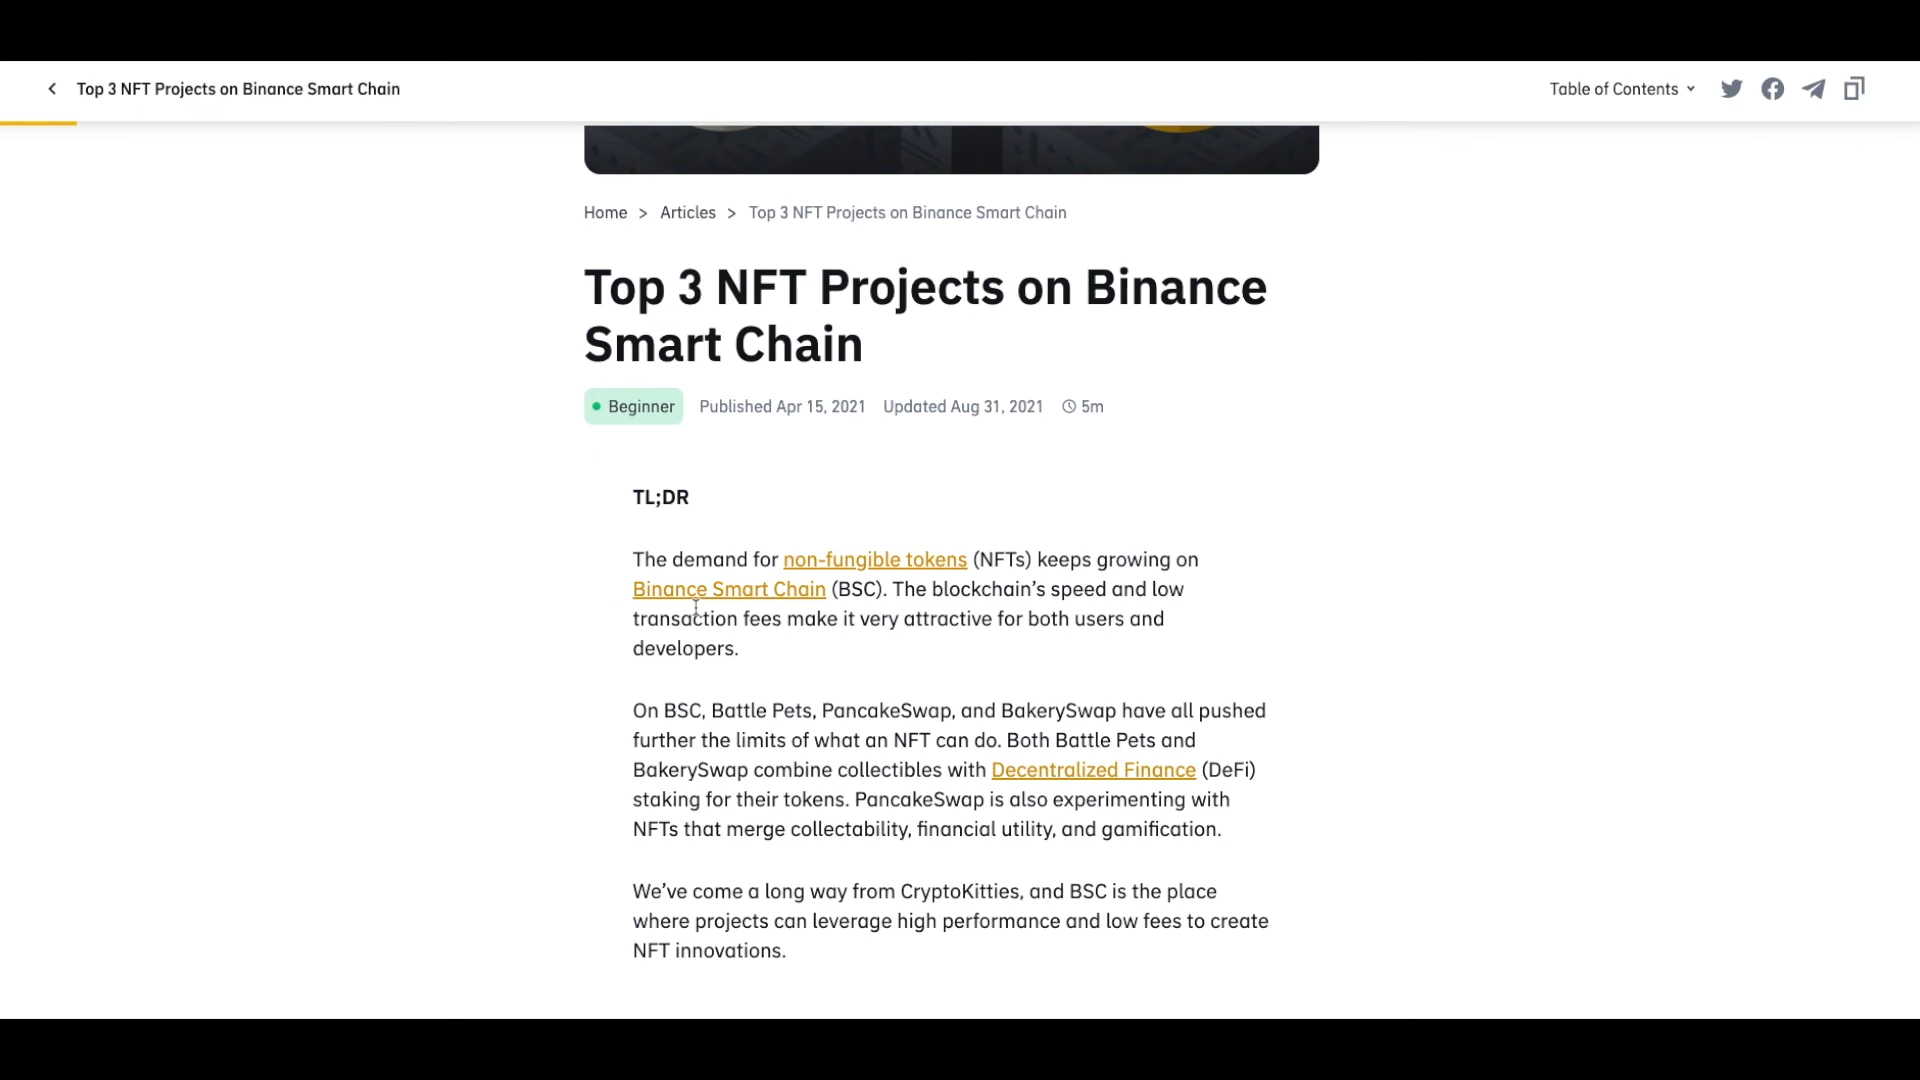 Top 3 NFT Projects on Binance Smart Chain
Table of Contents
Home > Articles > Top 3 NFT Projects on Binance Smart Chain
Top 3 NFT Projects on Binance
Smart Chain
Beginner Published Apr 15, 2021 Updated Aug 31, 2021 5m
TL;DR
The demand for non-fungible tokens (NFTs) keeps growing on
Binance Smart Chain (BSC). The blockchain’s speed and low
transaction fees make it very attractive for both users and
developers.
On BSC, Battle Pets, PancakeSwap, and BakerySwap have all pushed
further the limits of what an NFT can do. Both Battle Pets and
BakerySwap combine collectibles with Decentralized Finance (DeFi)
staking for their tokens. PancakeSwap is also experimenting with
NFTs that merge collectability, financial utility, and gamification.
We’ve come a long way from CryptoKitties, and BSC is the place
where projects can leverage high performance and low fees to create
NFT innovations.